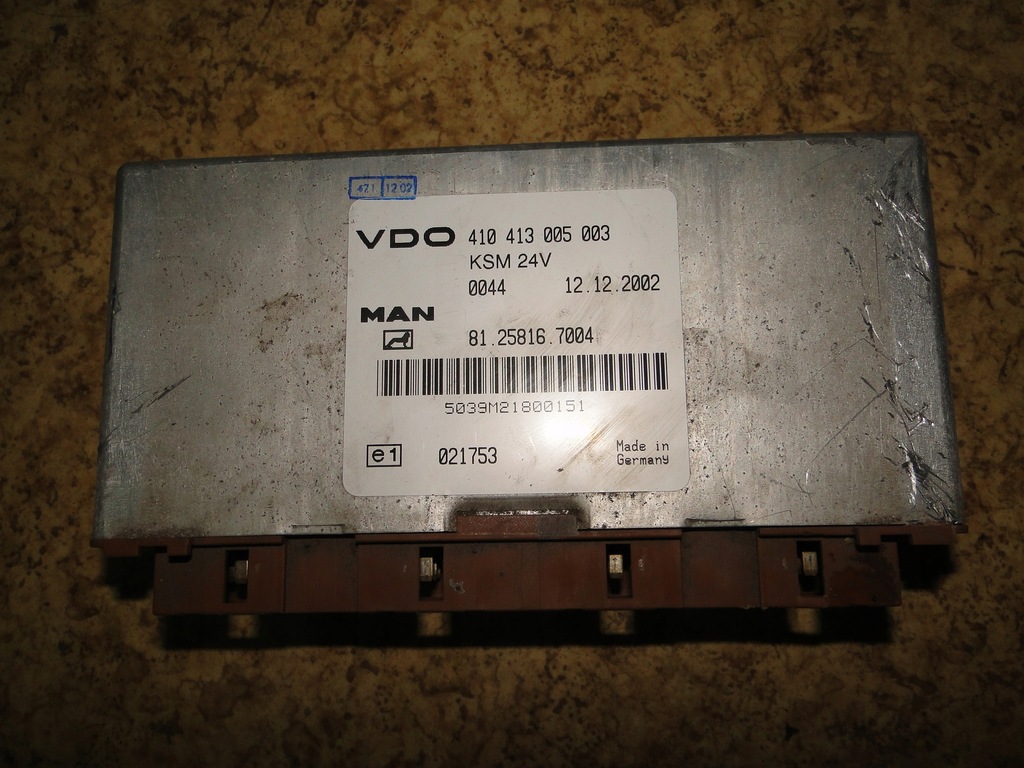 471 12 02
VDO 410 413 005 003
KSM 24V
0044 12.12.2002
MAN
81.25816.7004
5039M21800151
e1 021753 Made in
Germany